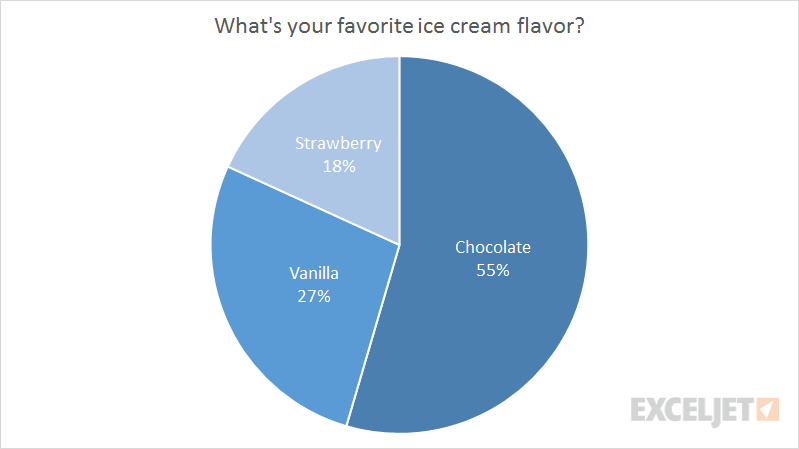 What's your favorite ice cream flavor?
Strawberry
18%
Chocolate
55%
Vanilla
27%
EXCELJET